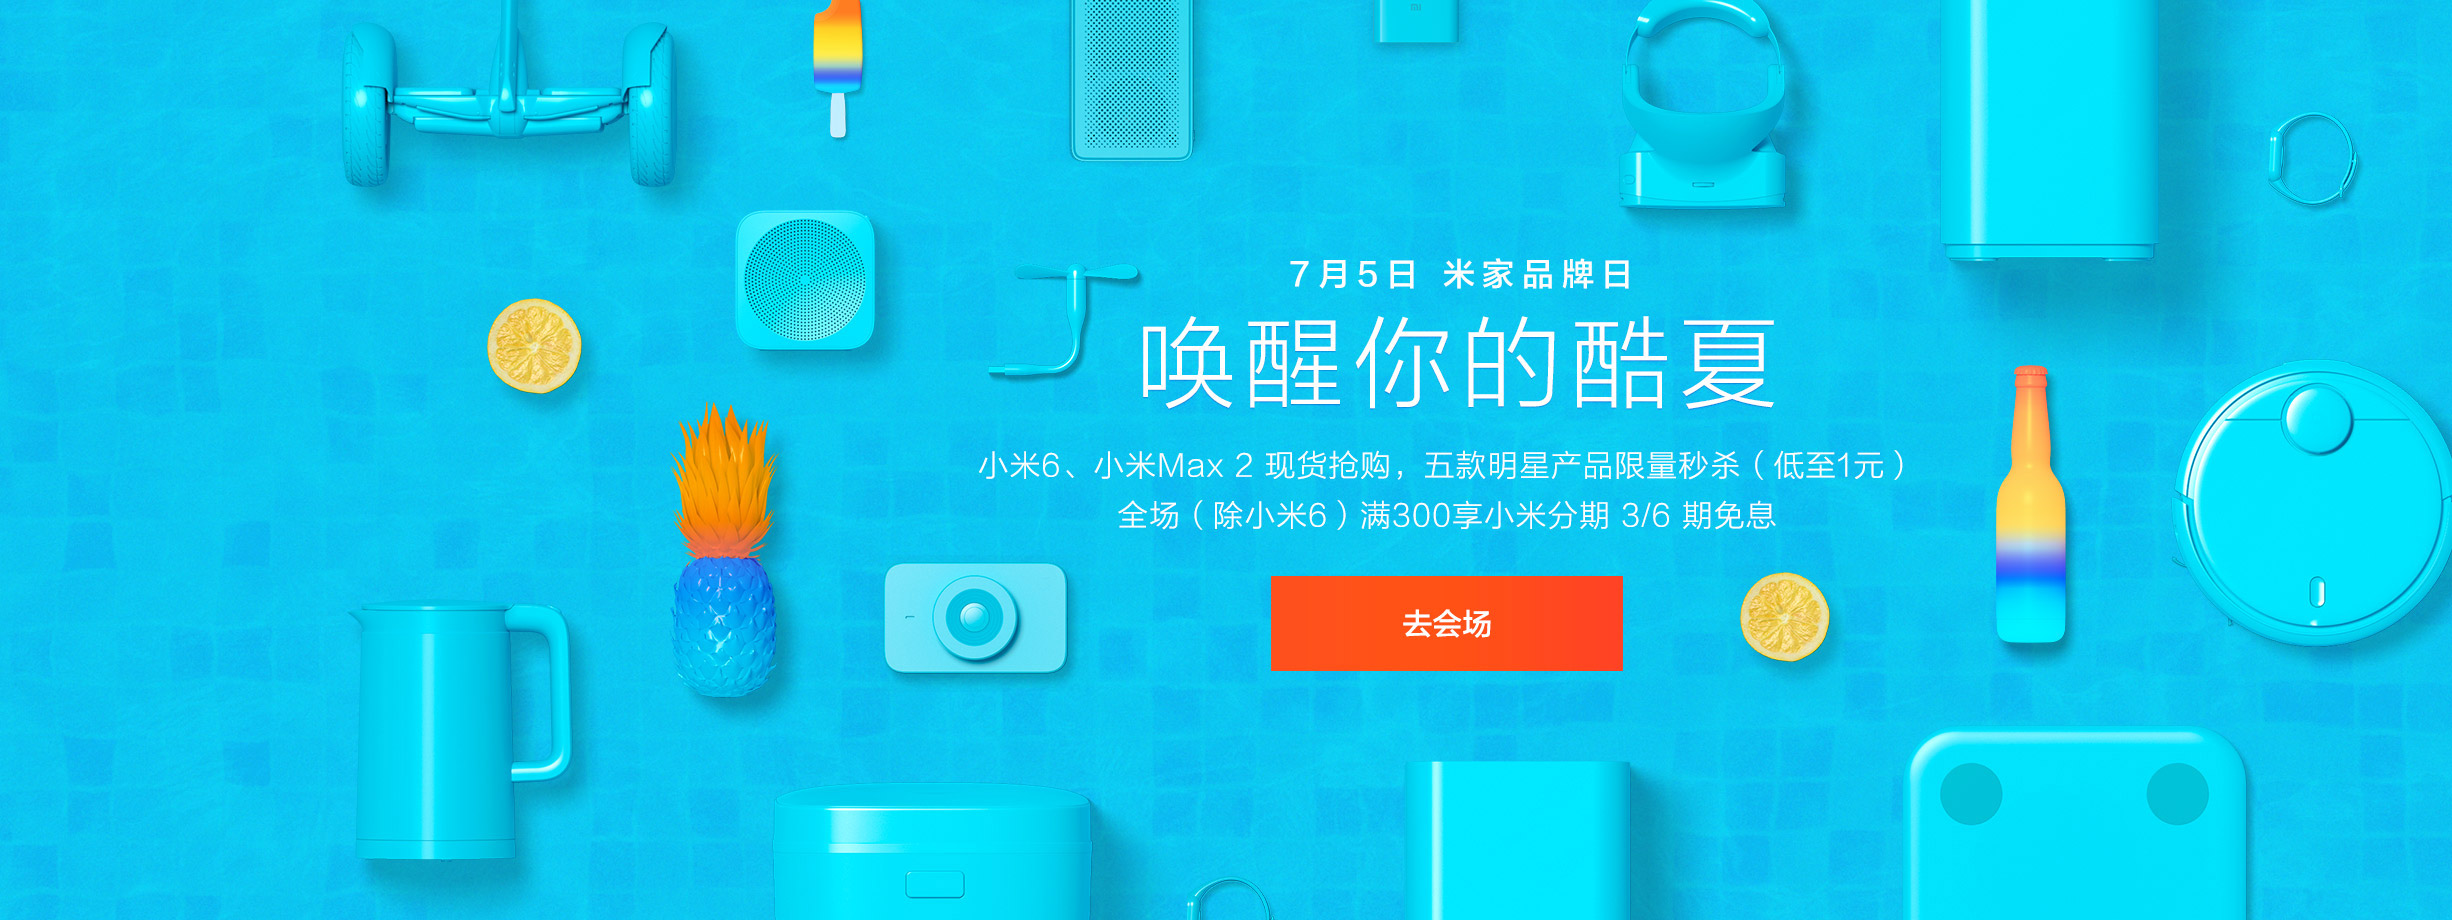 mi
7月5日 米家品牌日
唤醒你的酷夏
小米6、小米Max 2 现货抢购，五款明星产品限量秒杀（低至1元）
全场（除小米6）满300享小米分期 3/6 期免息
去会场